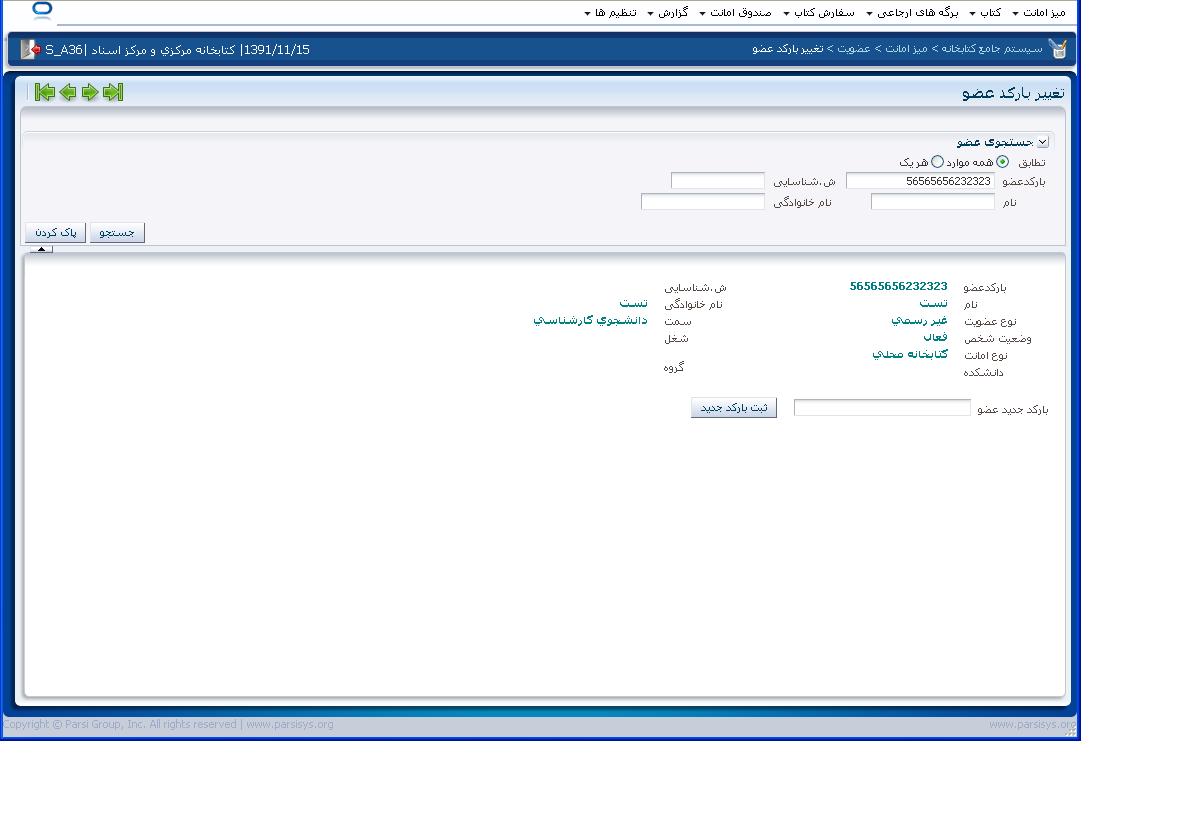 میز امانت کتاب برگه های ارجاعی سفارش کتاب صندوق امانت گزارش تنظیم ها
سیستم جامع کتابخانه > میز امانت > عضویت > تغییر بارکد عضو
1391/11/15| کتابخانه مرکزي و مرکز اسناد |S_A36
تغییر بارکد عضو
جستجوی عضو
تطابق همه موارد هر یک
بارکدعضو 56565656232323 ش.شناسایی
نام نام خانوادگی
جستجو پاک کردن
بارکدعضو 56565656232323 ش.شناسایی
نام تست نام خانوادگی تست
نوع عضویت غیر رسمي سمت دانشجوي کارشناسي
وضعیت شخص فعال شغل
نوع امانت کتابخانه محلي
گروه
دانشکده
بارکد جدید عضو ثبت بارکد جدید
Copyright © Parsi Group, Inc. All rights reserved | www.parsisys.org www.parsisys.org